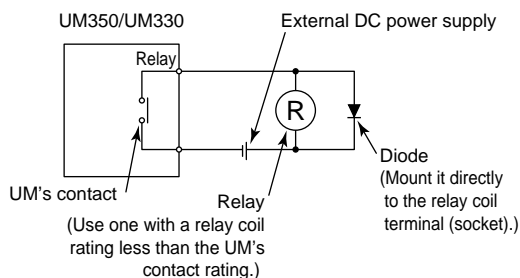 UM350/UM330
External DC power supply
Relay
R
UM's contact
Relay
(Use one with a relay coil
rating less than the UM's
contact rating.)
Diode
(Mount it directly
to the relay coil
terminal (socket).)